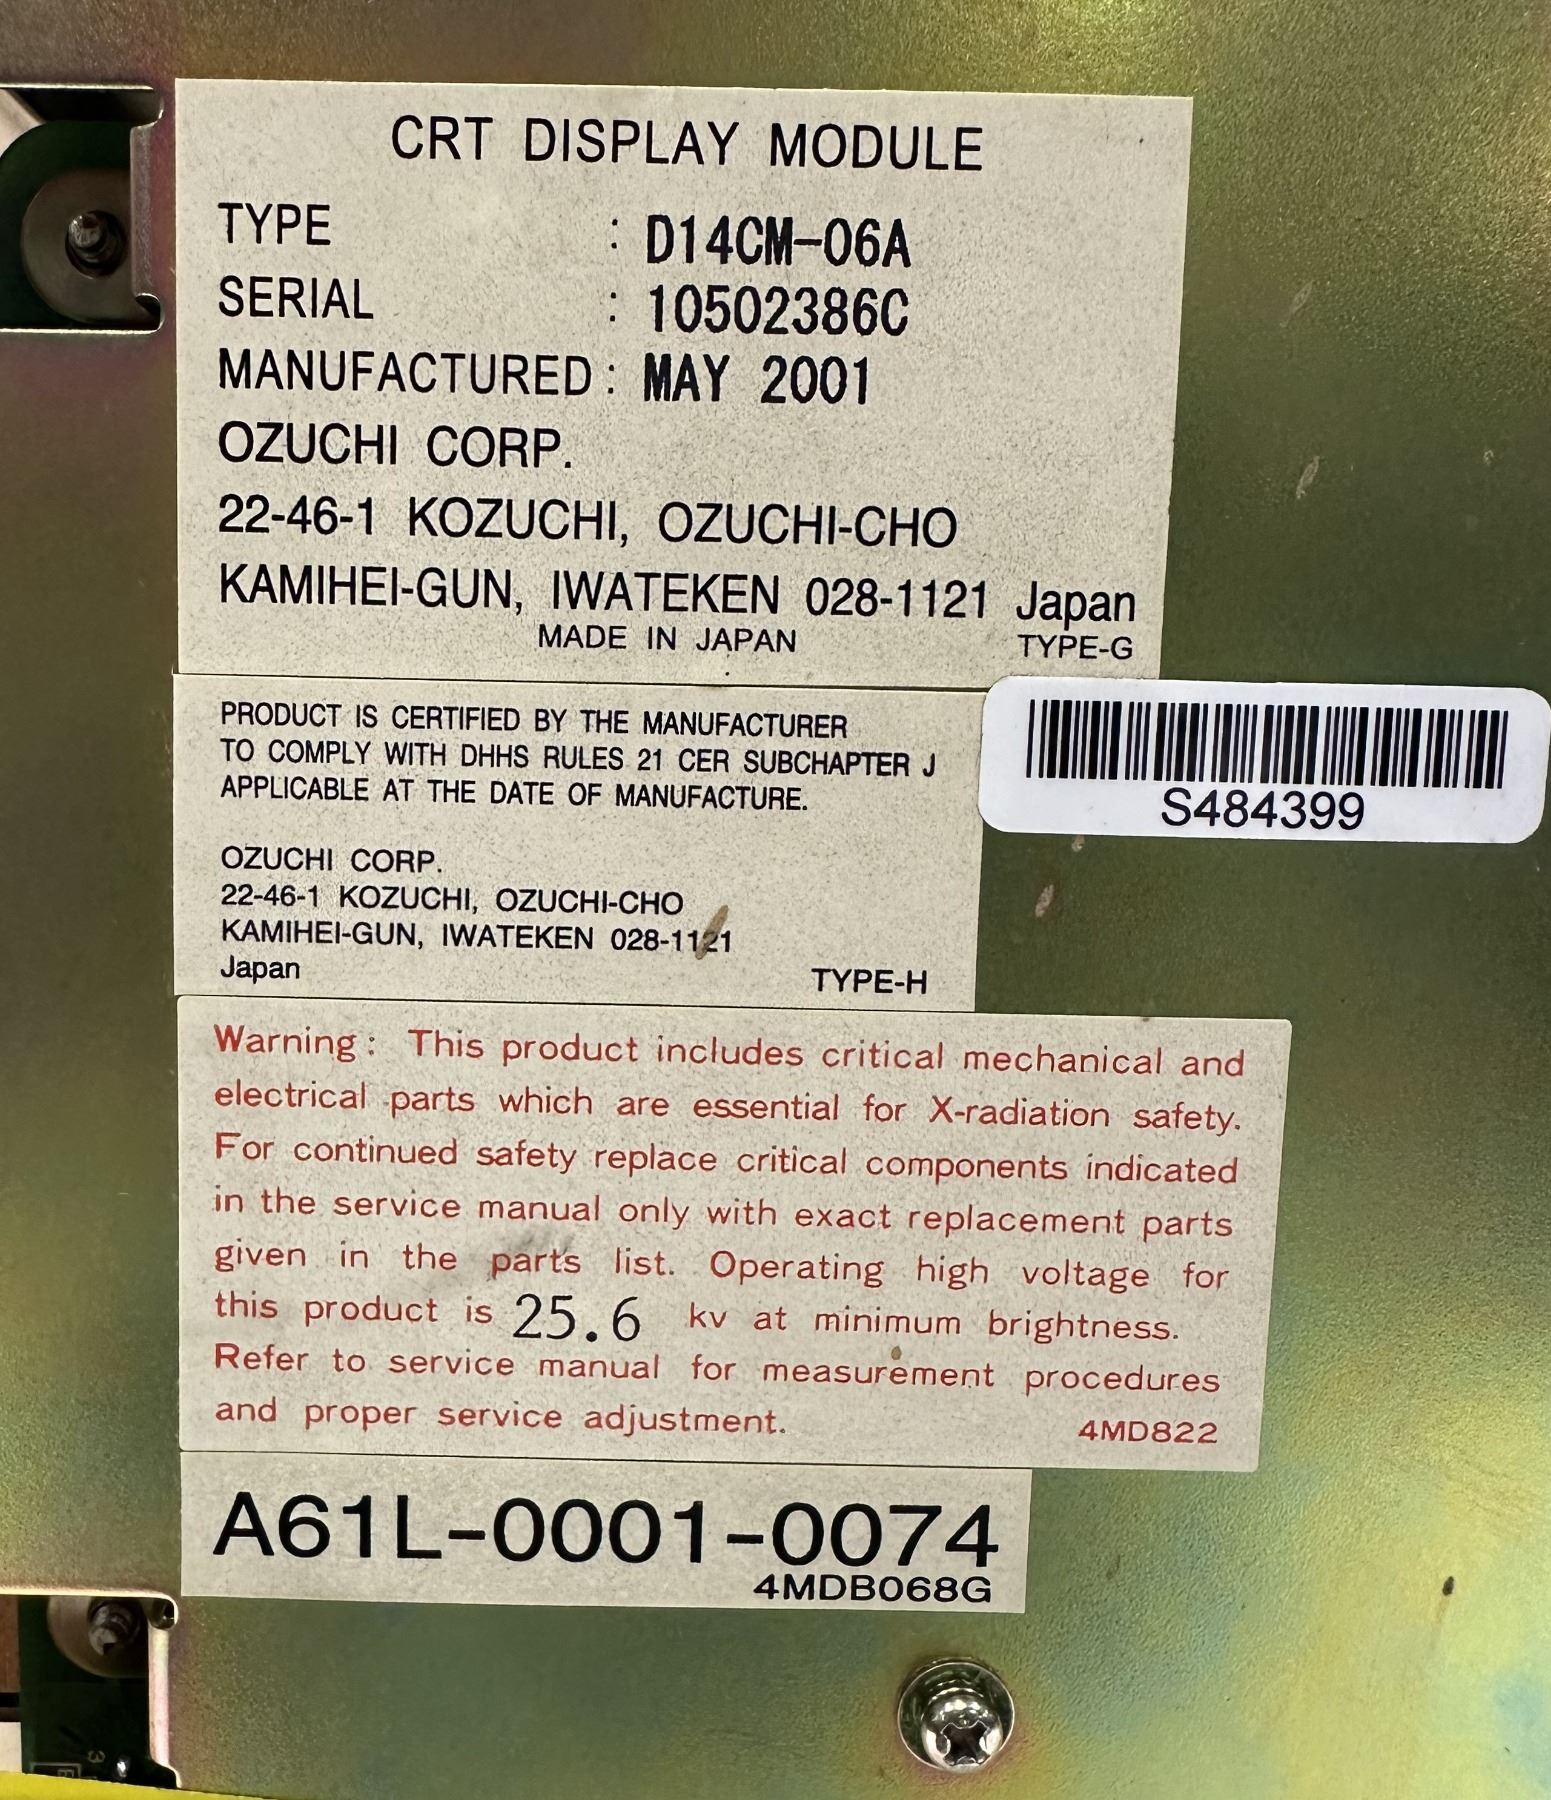 CRT DISPLAY MODULE
TYPE : D14CM-06A
SERIAL : 10502386C
MANUFACTURED : MAY 2001
OZUCHI CORP.
22-46-1 KOZUCHI, OZUCHI-CHO
KAMIHEI-GUN, IWATEKEN 028-1121 Japan
MADE IN JAPAN TYPE-G
PRODUCT IS CERTIFIED BY THE MANUFACTURER
TO COMPLY WITH DHHS RULES 21 CER SUBCHAPTER J
APPLICABLE AT THE DATE OF MANUFACTURE.
S484399
OZUCHI CORP.
22-46-1 KOZUCHI, OZUCHI-CHO
KAMIHEI-GUN, IWATEKEN 028-1121
Japan TYPE-H
Warning : This product includes critical mechanical and
electrical parts which are essential for X-radiation safety.
For continued safety replace critical components indicated
in the service manual only with exact replacement parts
given in the parts list. Operating high voltage for
this product is 25.6 kv at minimum brightness.
Refer to service manual for measurement procedures
and proper service adjustment. 4MD822
A61L-0001-0074
4MDB068G